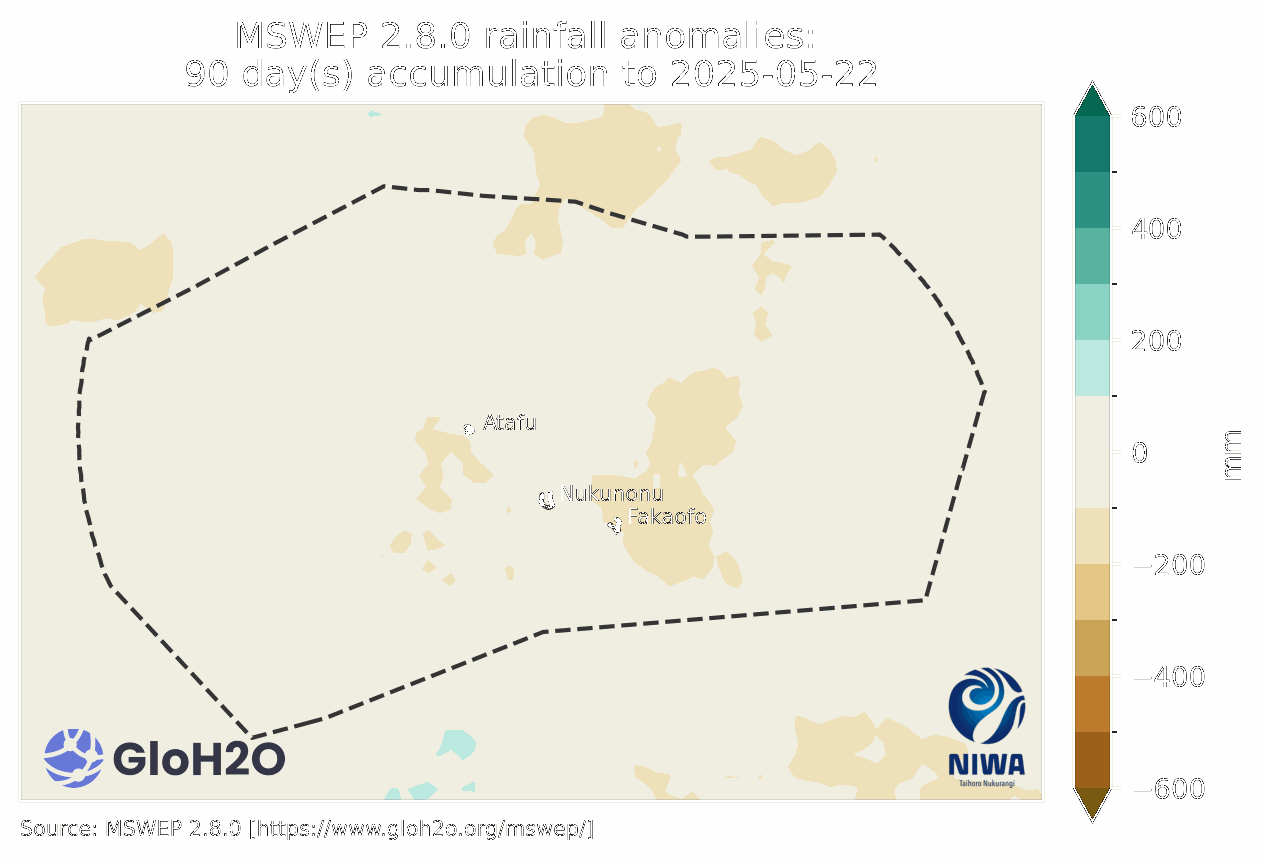 MSWEP 2.8.0 rainfall anomalies:
90 day(s) accumulation to 2025-05-22
600
400
200
0
−200
−400
−600
mm
Atafu
Nukunonu
Fakaofo
GloH2O
NIWA
Taihoro Nukurangi
Source: MSWEP 2.8.0 [https://www.gloh2o.org/mswep/]